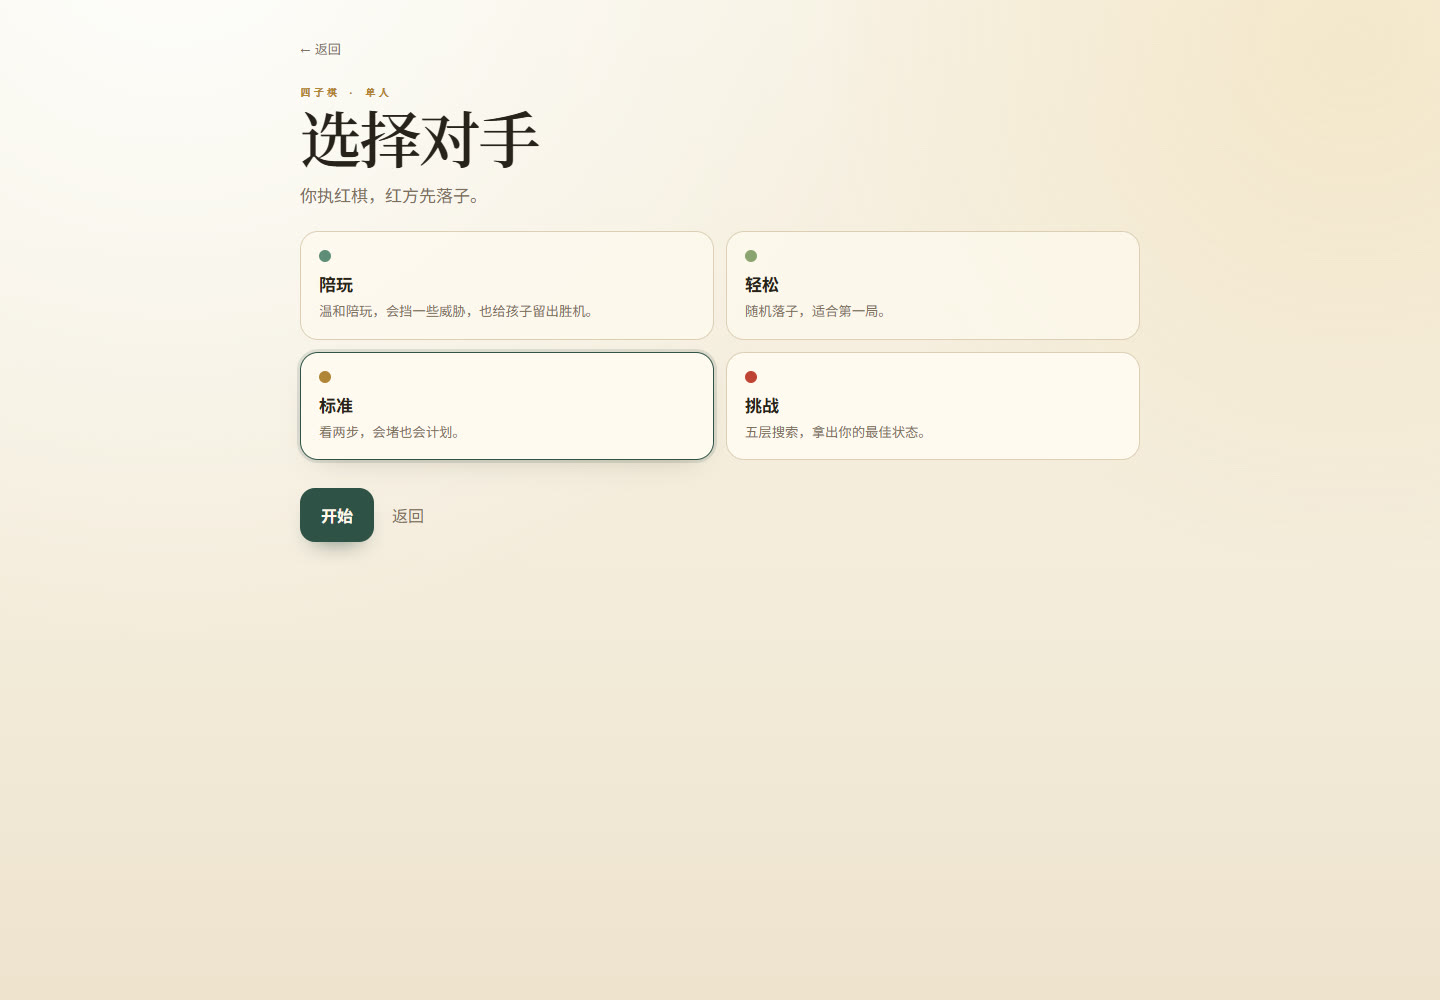 ← 返回
四子棋 · 单人
选择对手
你执红棋，红方先落子。
陪玩
温和陪玩，会挡一些威胁，也给孩子留出胜机。
轻松
随机落子，适合第一局。
标准
看两步，会堵也会计划。
挑战
五层搜索，拿出你的最佳状态。
开始
返回